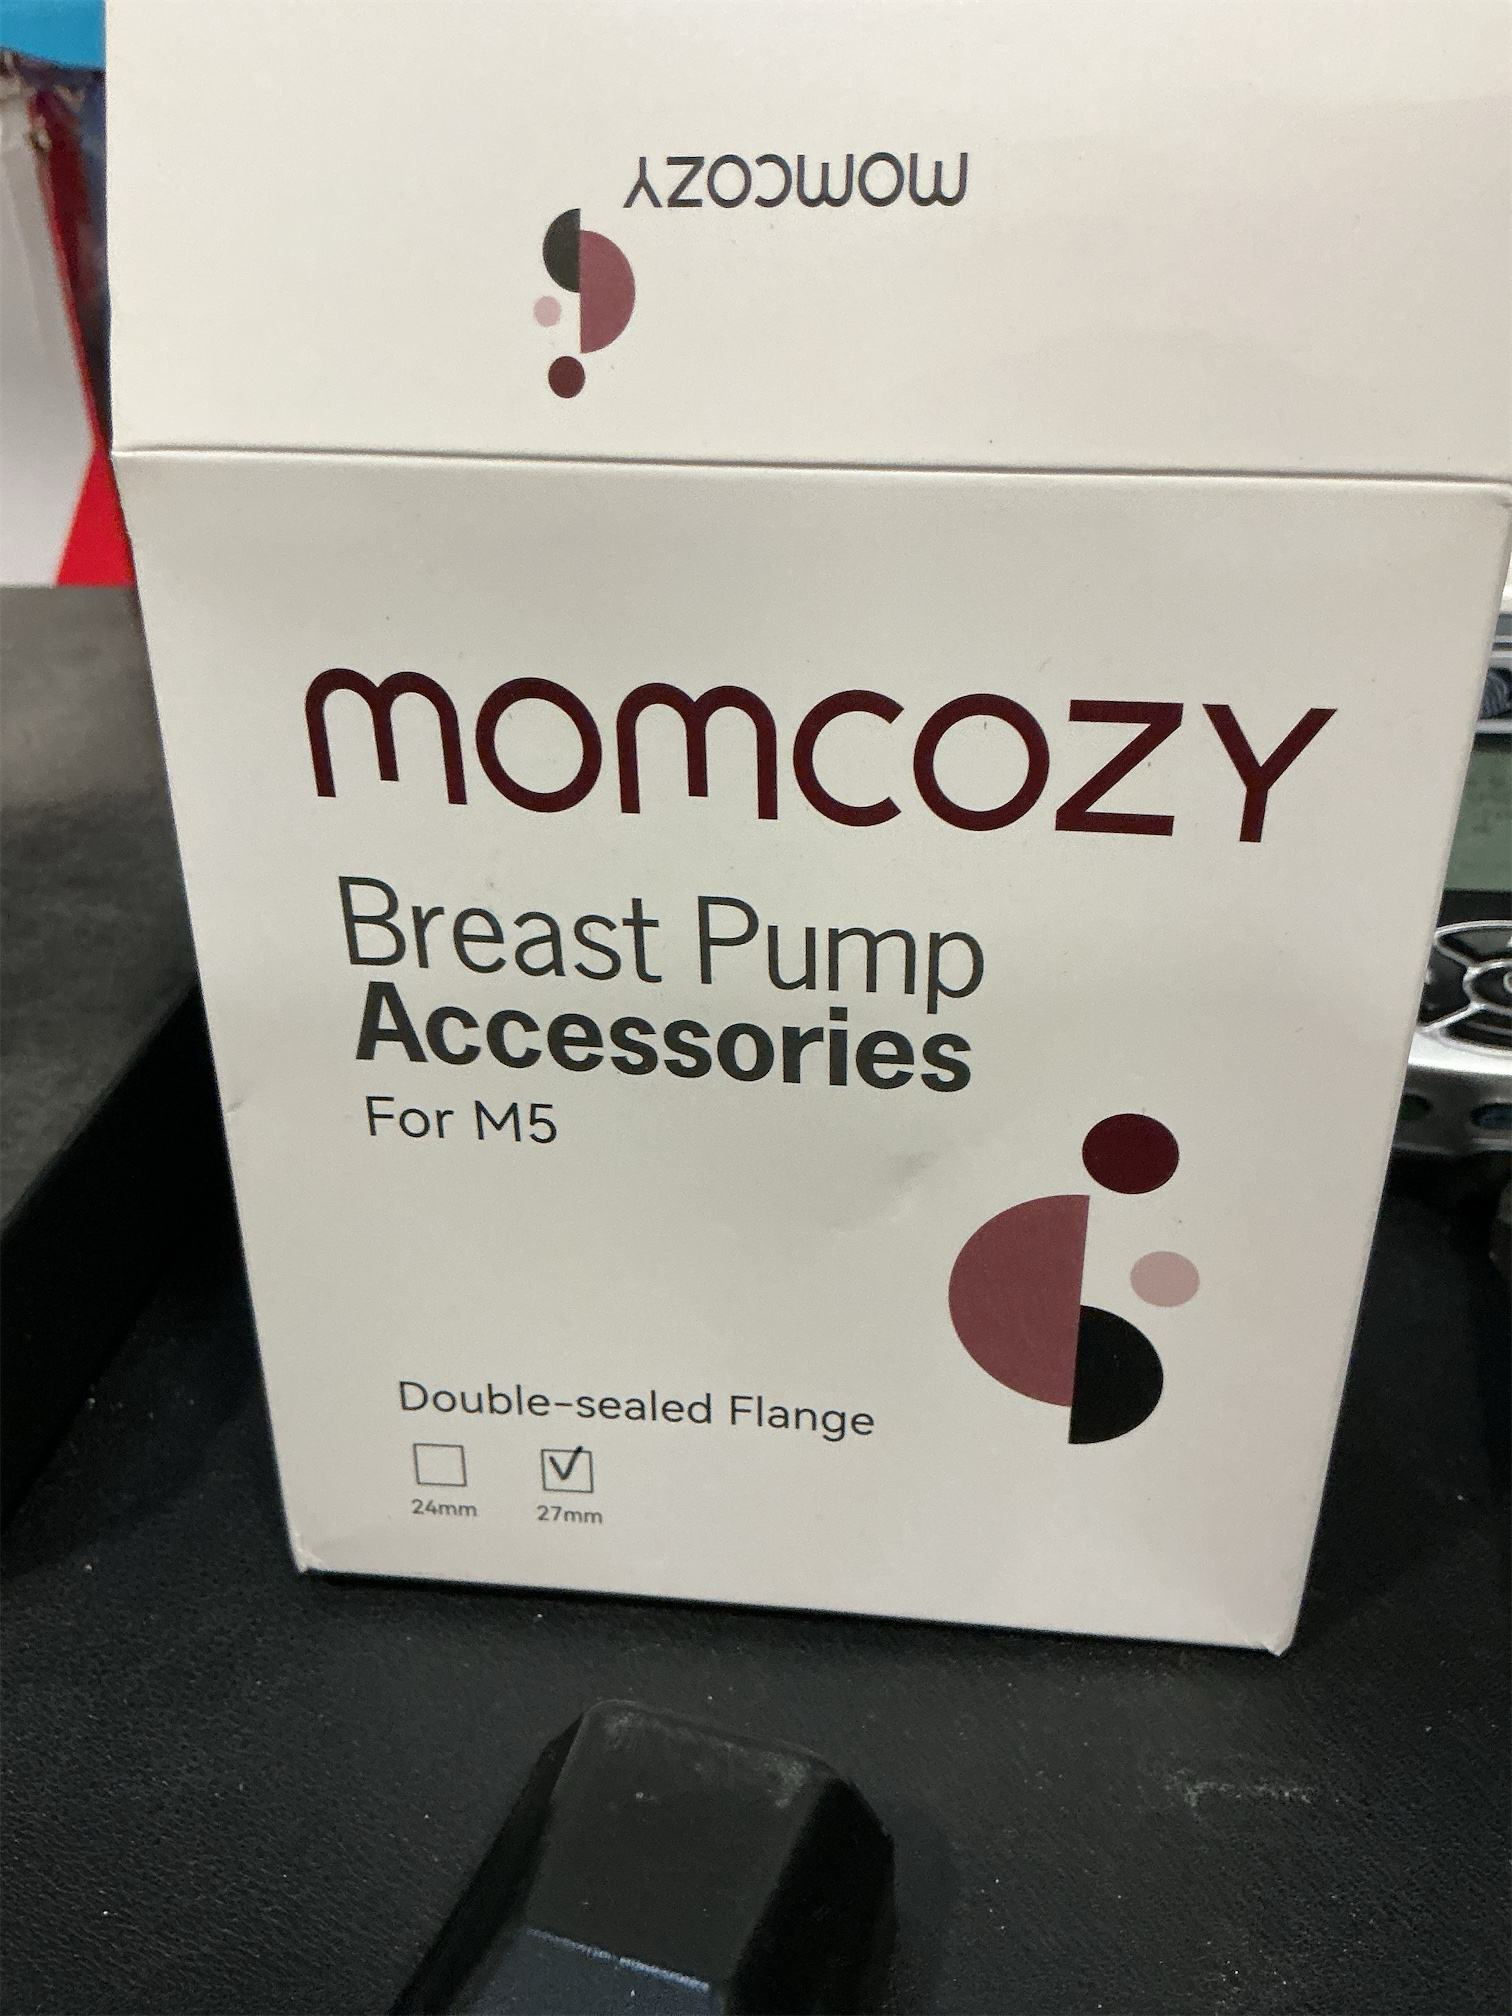 momcozy
momcozy
Breast Pump
Accessories
For M5
Double-sealed Flange
24mm 27mm